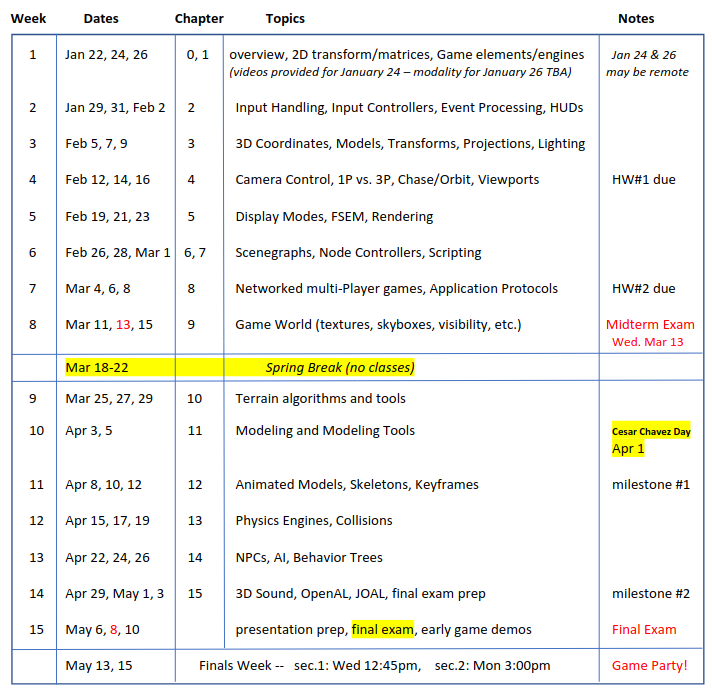 Week Dates Chapter Topics Notes
1 Jan 22, 24, 26 0, 1 overview, 2D transform/matrices, Game elements/engines Jan 24 & 26
(videos provided for January 24 – modality for January 26 TBA) may be remote
2 Jan 29, 31, Feb 2 2 Input Handling, Input Controllers, Event Processing, HUDs
3 Feb 5, 7, 9 3 3D Coordinates, Models, Transforms, Projections, Lighting
4 Feb 12, 14, 16 4 Camera Control, 1P vs. 3P, Chase/Orbit, Viewports HW#1 due
5 Feb 19, 21, 23 5 Display Modes, FSEM, Rendering
6 Feb 26, 28, Mar 1 6, 7 Scenegraphs, Node Controllers, Scripting
7 Mar 4, 6, 8 8 Networked multi-Player games, Application Protocols HW#2 due
8 Mar 11, 13, 15 9 Game World (textures, skyboxes, visibility, etc.) Midterm Exam
Wed. Mar 13
Mar 18-22 Spring Break (no classes)
9 Mar 25, 27, 29 10 Terrain algorithms and tools
10 Apr 3, 5 11 Modeling and Modeling Tools Cesar Chavez Day
Apr 1
11 Apr 8, 10, 12 12 Animated Models, Skeletons, Keyframes milestone #1
12 Apr 15, 17, 19 13 Physics Engines, Collisions
13 Apr 22, 24, 26 14 NPCs, AI, Behavior Trees
14 Apr 29, May 1, 3 15 3D Sound, OpenAL, JOAL, final exam prep milestone #2
15 May 6, 8, 10 presentation prep, final exam, early game demos Final Exam
May 13, 15 Finals Week -- sec.1: Wed 12:45pm, sec.2: Mon 3:00pm Game Party!